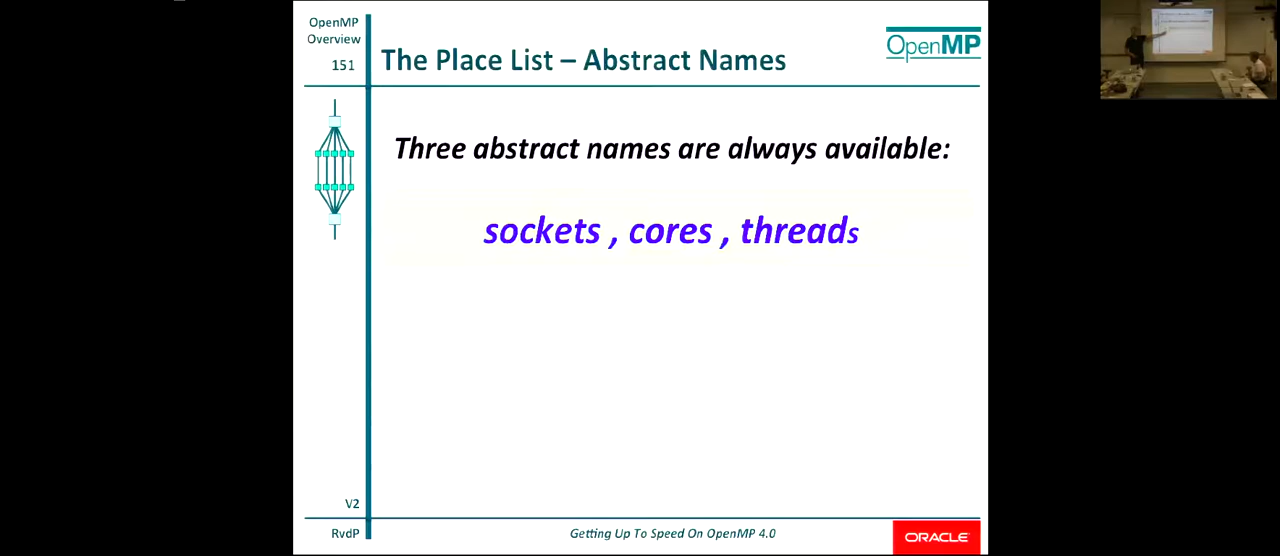 OpenMP
Overview
151
The Place List – Abstract Names
OpenMP
Three abstract names are always available:
sockets , cores , threads
V2
RvdP
Getting Up To Speed On OpenMP 4.0
ORACLE